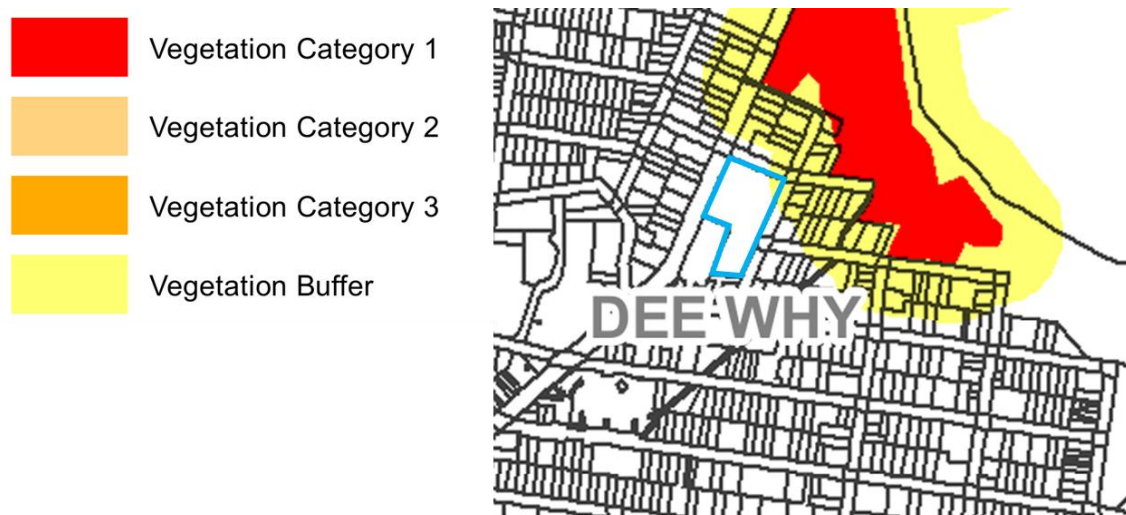 Vegetation Category 1
Vegetation Category 2
Vegetation Category 3
Vegetation Buffer
DEE WHY